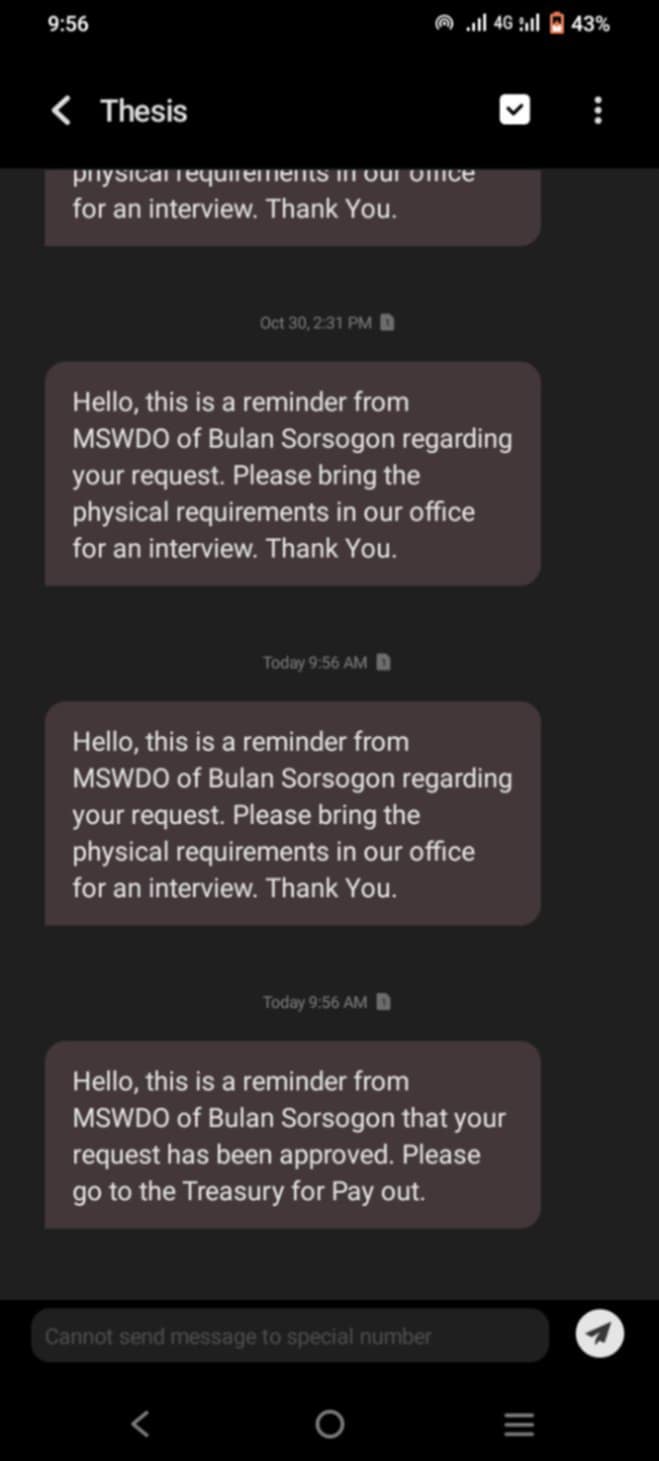 9:56 4G 43%
Thesis
physical requirements in our office
for an interview. Thank You.
Oct 30, 2:31 PM 1
Hello, this is a reminder from
MSWDO of Bulan Sorsogon regarding
your request. Please bring the
physical requirements in our office
for an interview. Thank You.
Today 9:56 AM 1
Hello, this is a reminder from
MSWDO of Bulan Sorsogon regarding
your request. Please bring the
physical requirements in our office
for an interview. Thank You.
Today 9:56 AM 1
Hello, this is a reminder from
MSWDO of Bulan Sorsogon that your
request has been approved. Please
go to the Treasury for Pay out.
Cannot send message to special number